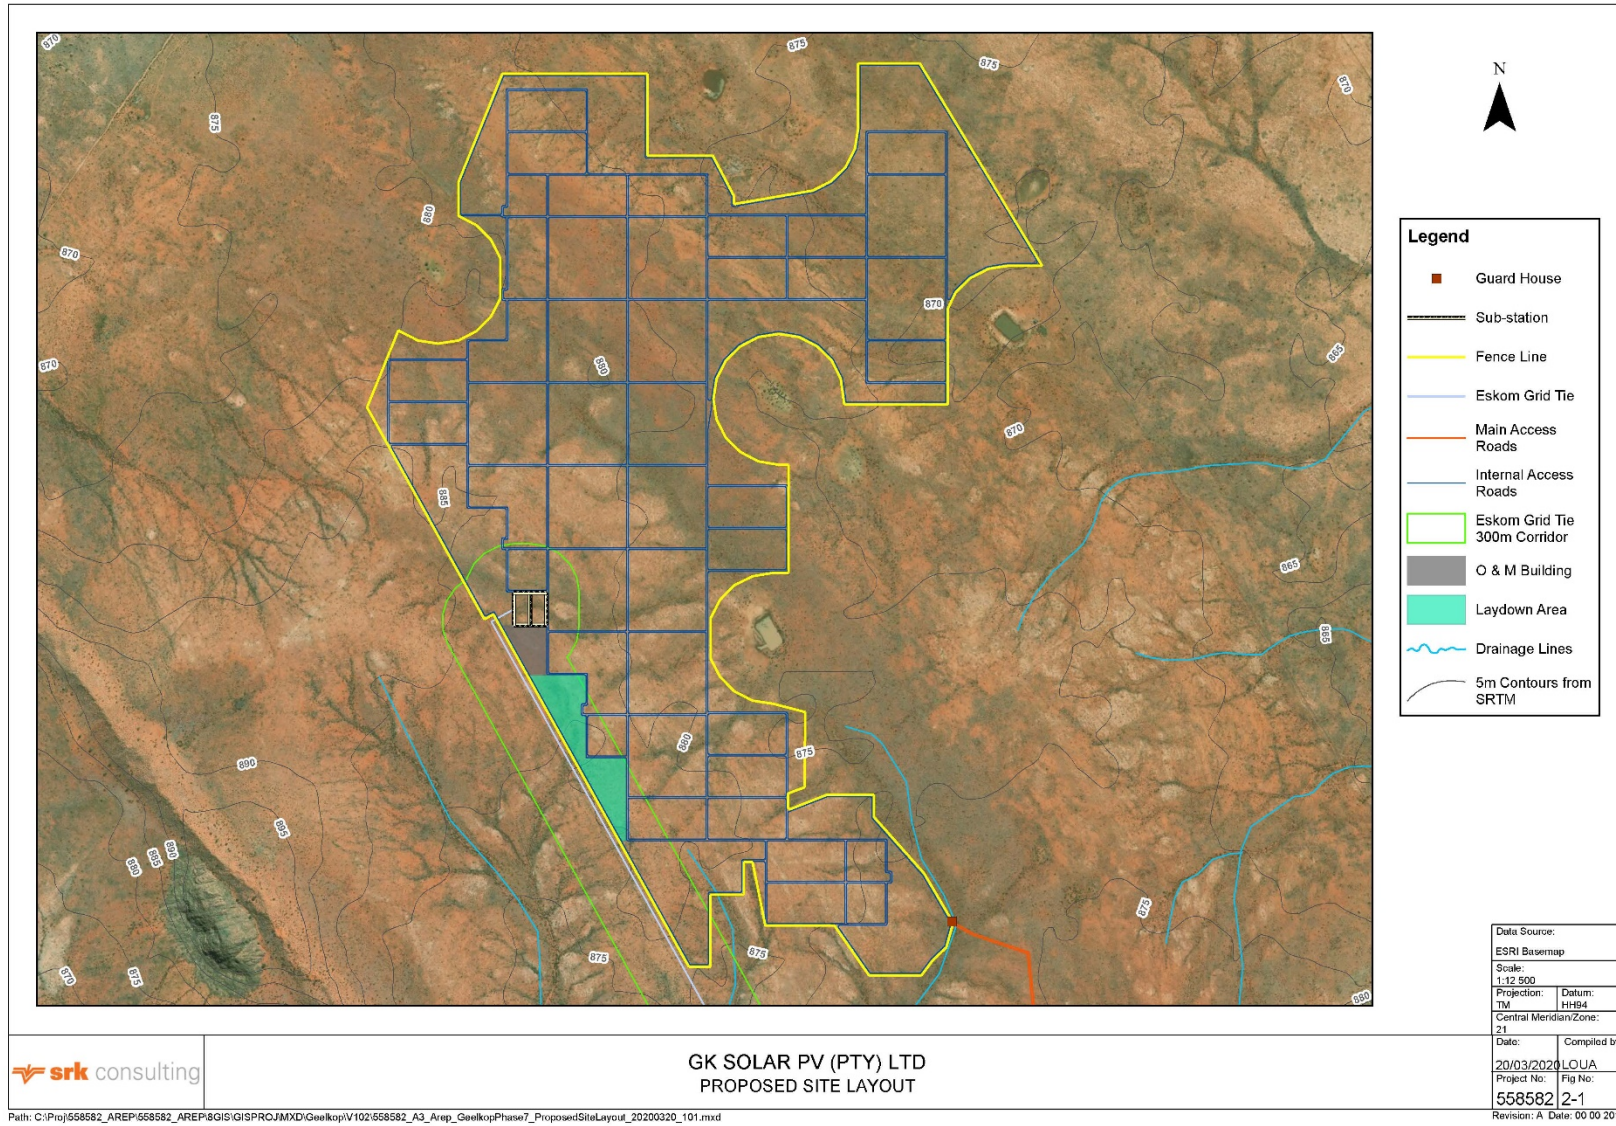 870
875
875
870
875
N
880
870
Legend
Guard House
Sub-station
Fence Line
Eskom Grid Tie
Main Access
Roads
Internal Access
Roads
Eskom Grid Tie
300m Corridor
O & M Building
Laydown Area
Drainage Lines
5m Contours from
SRTM
870
865
870
880
870
885
865
865
880
875
890
895
890
885
880
875
875
875
870
875
880
Data Source:
ESRI Basemap
Scale:
1:12 500
Projection: Datum:
TM HH94
Central Meridian/Zone:
21
Date: Compiled by
20/03/2020 LOUA
Project No: Fig No:
558582 2-1
Revision: A Date: 00 00 20
srk consulting
GK SOLAR PV (PTY) LTD
PROPOSED SITE LAYOUT
Path: C:\Proj\558582_AREP\558582_AREP\8GIS\GISPROJ\MXD\Geelkop\V102\558582_A3_Arep_GeelkopPhase7_ProposedSiteLayout_20200320_101.mxd